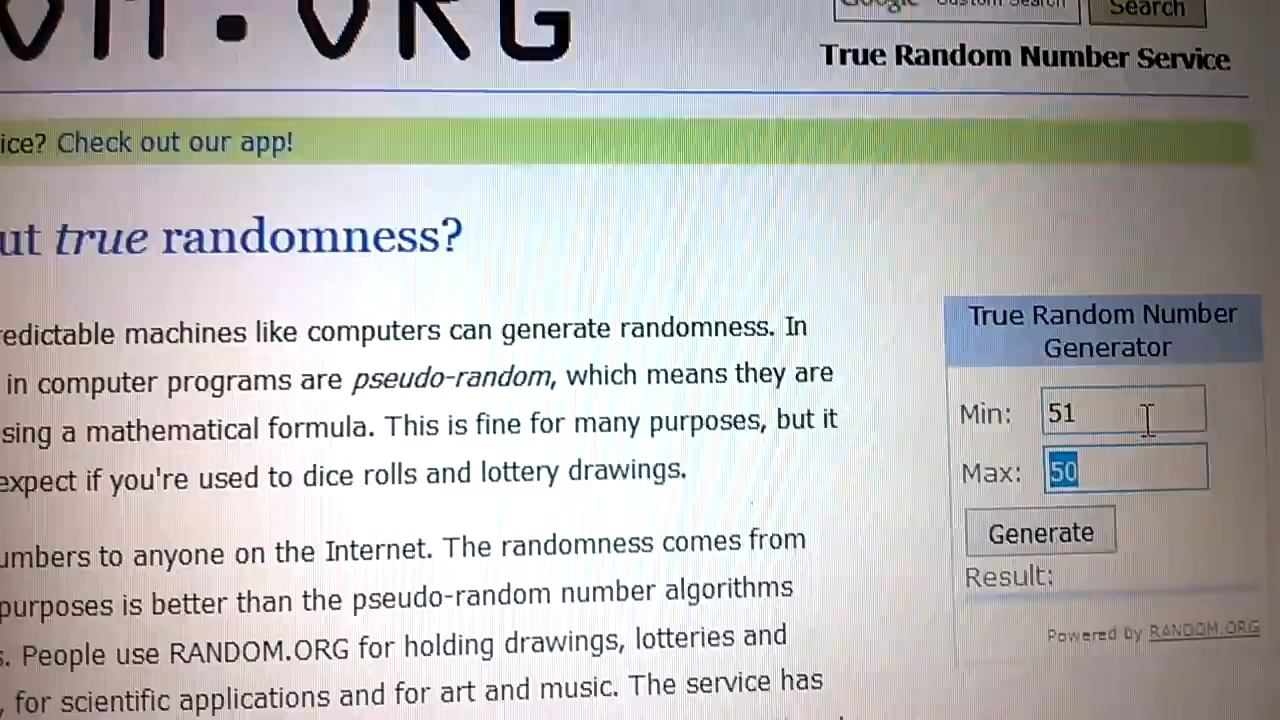 OM.ORG
Google Custom Search
Search
True Random Number Service
ice? Check out our app!
ut true randomness?
redictable machines like computers can generate randomness. In
in computer programs are pseudo-random, which means they are
sing a mathematical formula. This is fine for many purposes, but it
expect if you're used to dice rolls and lottery drawings.
umbers to anyone on the Internet. The randomness comes from
purposes is better than the pseudo-random number algorithms
s. People use RANDOM.ORG for holding drawings, lotteries and
, for scientific applications and for art and music. The service has
True Random Number
Generator
Min: 51
Max: 50
Generate
Result:
Powered by RANDOM.ORG